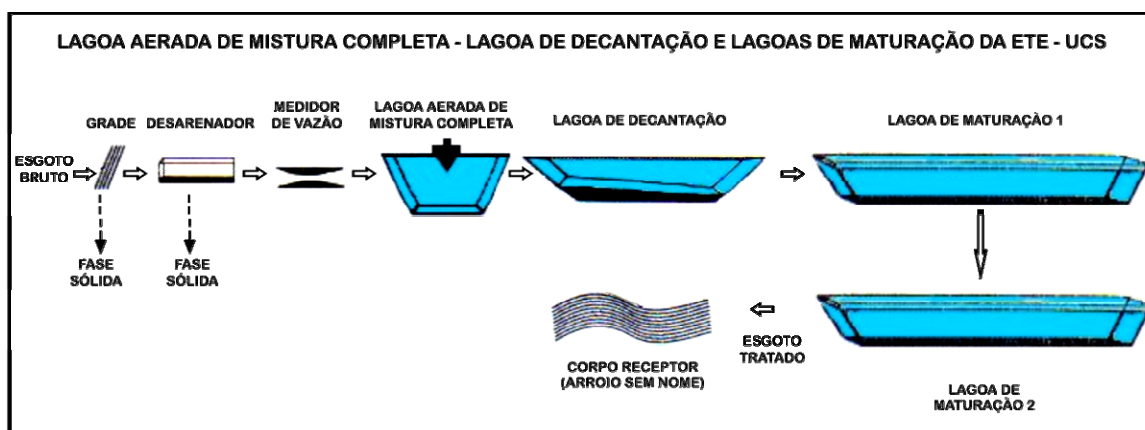 LAGOA AERADA DE MISTURA COMPLETA - LAGOA DE DECANTAÇÃO E LAGOAS DE MATURAÇÃO DA ETE - UCS
ESGOTO
BRUTO
GRADE
DESARENADOR
MEDIDOR
DE VAZÃO
LAGOA AERADA DE
MISTURA COMPLETA
LAGOA DE DECANTAÇÃO
LAGOA DE MATURAÇÃO 1
FASE
SÓLIDA
FASE
SÓLIDA
CORPO RECEPTOR
(ARROIO SEM NOME)
ESGOTO
TRATADO
LAGOA DE
MATURAÇÃO 2